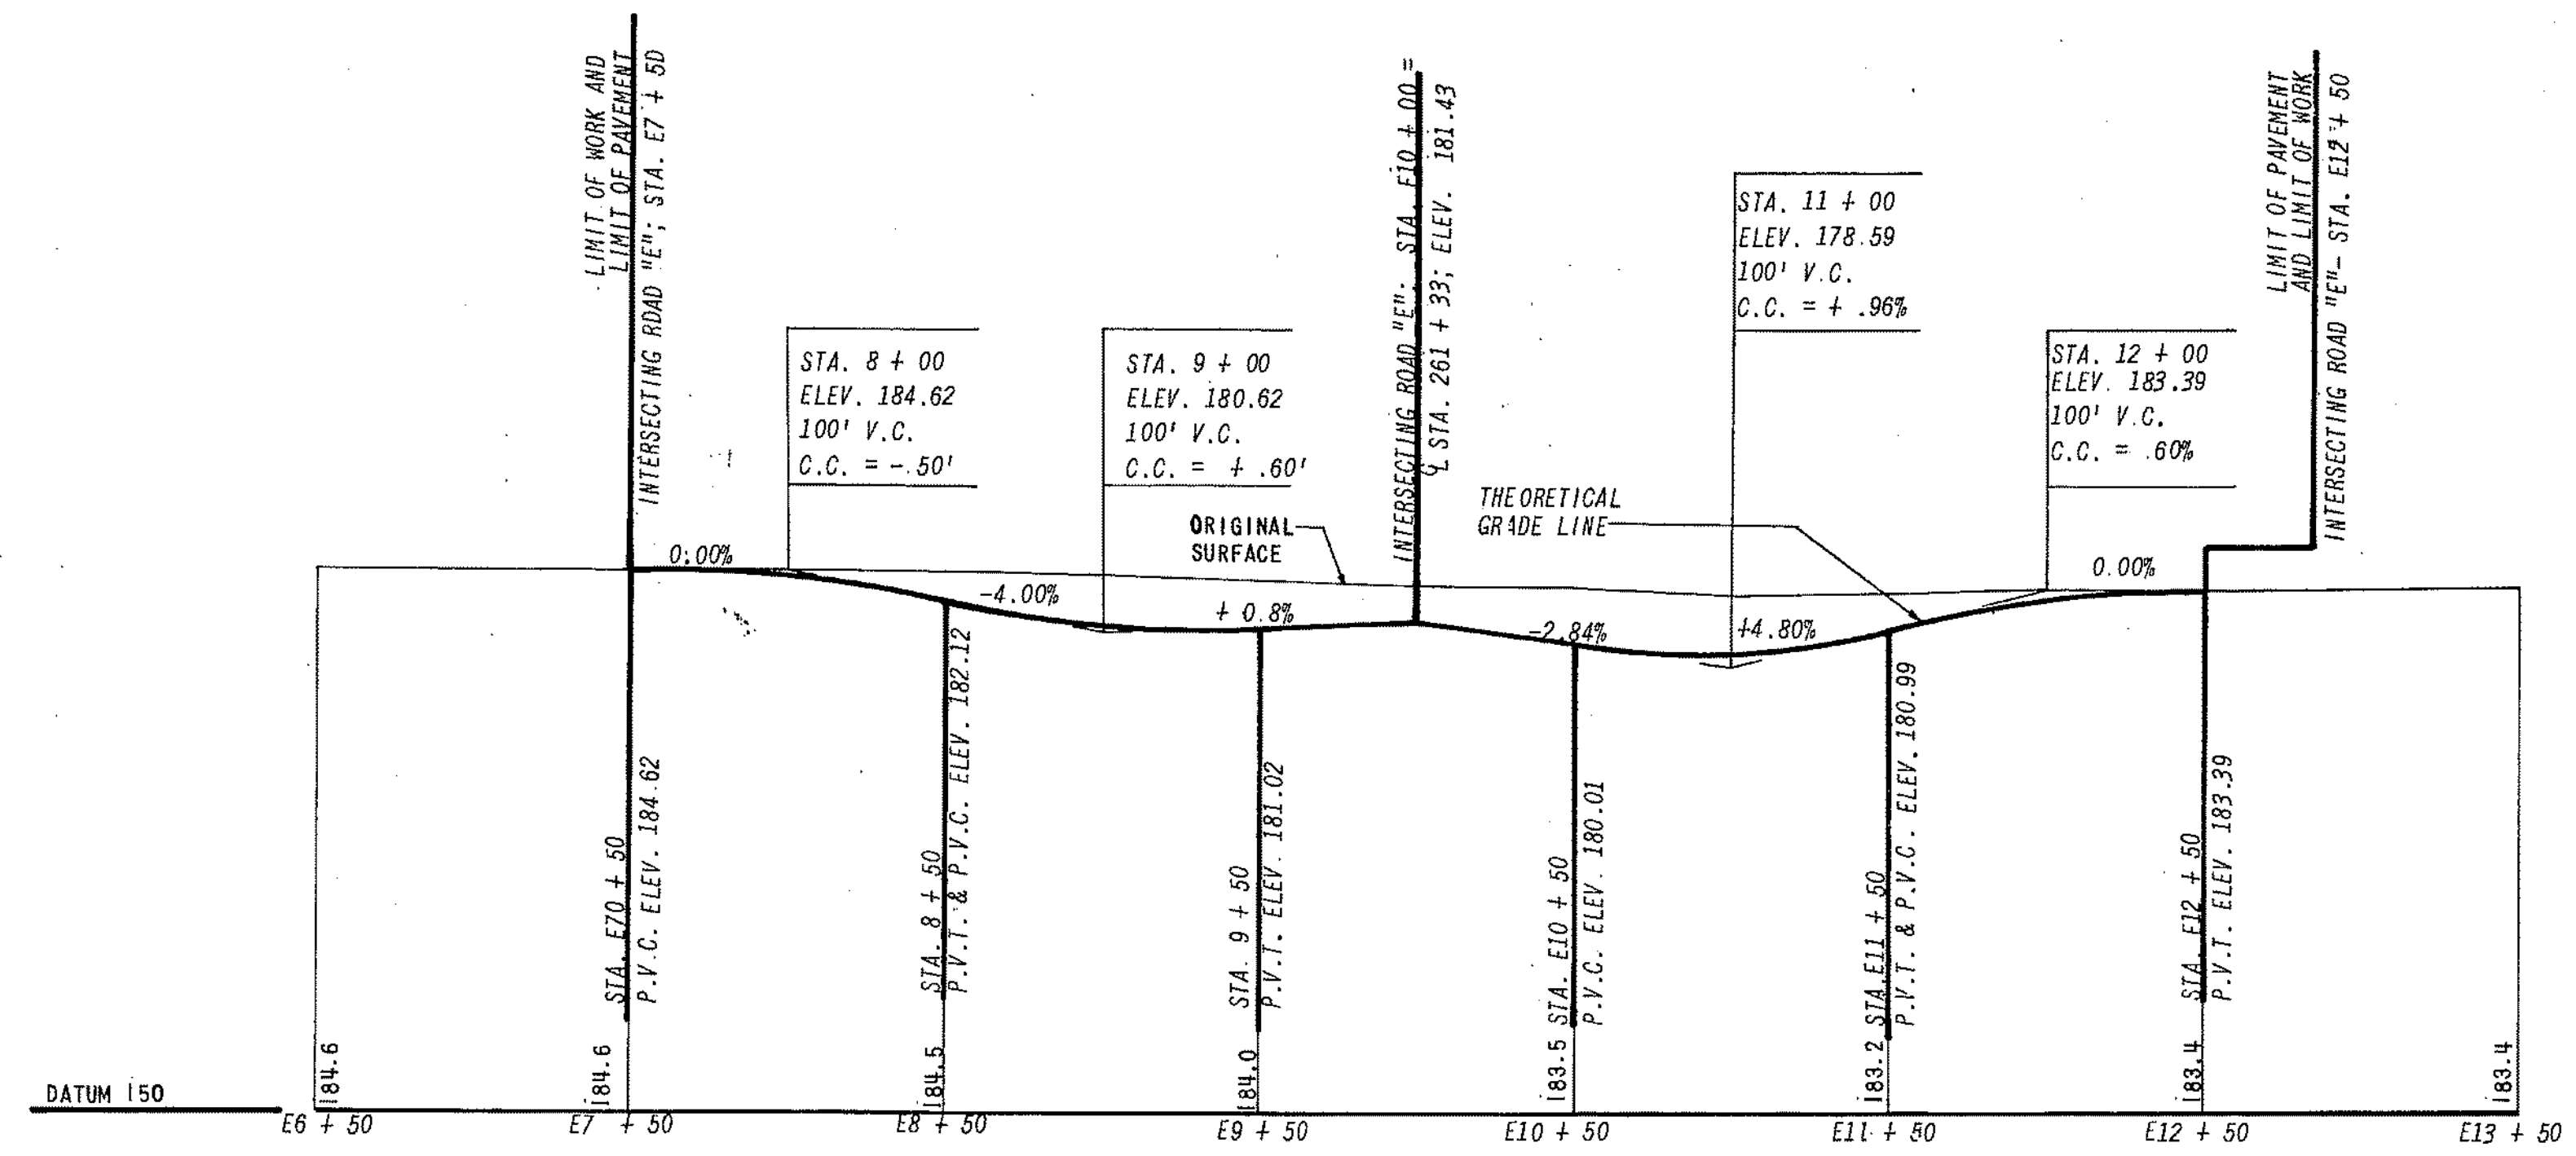 LIMIT OF WORK AND
LIMIT OF PAVEMENT
INTERSECTING ROAD "E"; STA. E7 + 50
INTERSECTING ROAD "E". STA. E10 + 00 =
℄ STA. 261 + 33; ELEV. 181.43
LIMIT OF PAVEMENT
AND LIMIT OF WORK
INTERSECTING ROAD "E"- STA. E12 + 50
STA. 8 + 00
ELEV. 184.62
100' V.C.
C.C. = -.50'
STA. 9 + 00
ELEV. 180.62
100' V.C.
C.C. = + .60'
STA. 11 + 00
ELEV. 178.59
100' V.C.
C.C. = + .96%
STA. 12 + 00
ELEV. 183.39
100' V.C.
C.C. = .60%
ORIGINAL
SURFACE
THEORETICAL
GRADE LINE
0.00%
-4.00%
+ 0.8%
-2.84%
+4.80%
0.00%
STA. E70 + 50
P.V.C. ELEV. 184.62
STA. 8 + 50
P.V.T. & P.V.C. ELEV. 182.12
STA. 9 + 50
P.V.T. ELEV. 181.02
STA. E10 + 50
P.V.C. ELEV. 180.01
STA. E11 + 50
P.V.T. & P.V.C. ELEV. 180.99
STA. E12 + 50
P.V.T. ELEV. 183.39
184.6
184.6
184.5
184.0
183.5
183.2
183.4
183.4
DATUM 150
E6 + 50
E7 + 50
E8 + 50
E9 + 50
E10 + 50
E11 + 50
E12 + 50
E13 + 50